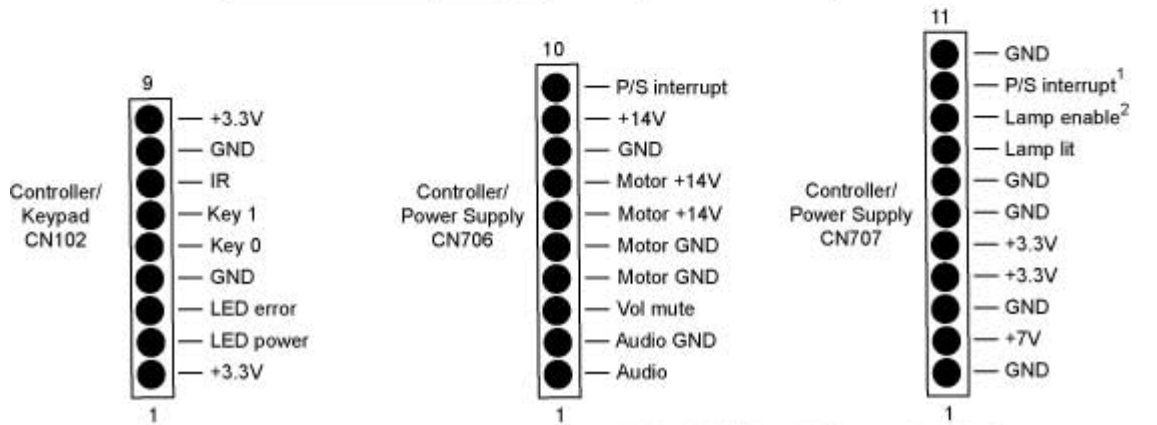 9
+3.3V
GND
IR
Key 1
Key 0
GND
LED error
LED power
+3.3V
1
Controller/
Keypad
CN102
10
P/S interrupt
+14V
GND
Motor +14V
Motor +14V
Motor GND
Motor GND
Vol mute
Audio GND
Audio
1
Controller/
Power Supply
CN706
11
GND
P/S interrupt1
Lamp enable2
Lamp lit
GND
GND
+3.3V
+3.3V
GND
+7V
GND
1
Controller/
Power Supply
CN707